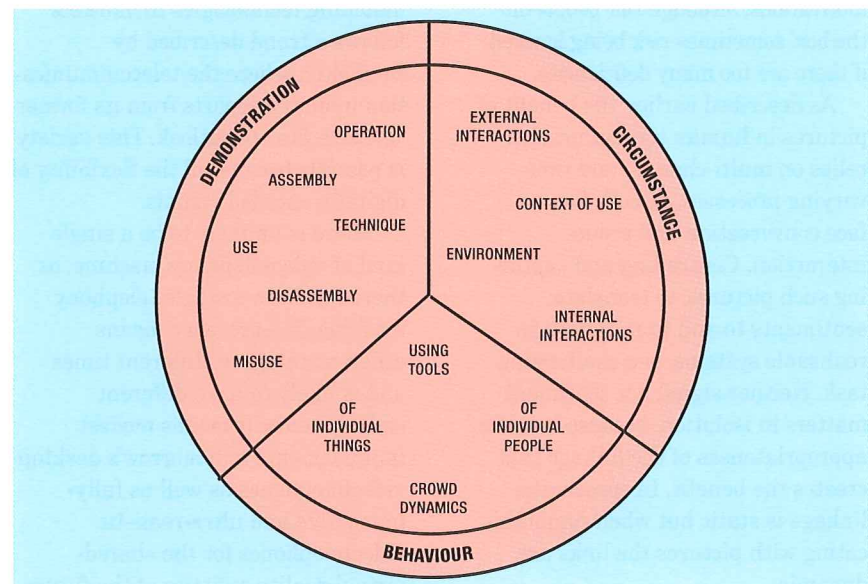 DEMONSTRATION
OPERATION
ASSEMBLY
TECHNIQUE
USE
DISASSEMBLY
MISUSE
CIRCUMSTANCE
EXTERNAL
INTERACTIONS
CONTEXT OF USE
ENVIRONMENT
INTERNAL
INTERACTIONS
USING
TOOLS
OF
INDIVIDUAL
THINGS
OF
INDIVIDUAL
PEOPLE
CROWD
DYNAMICS
BEHAVIOUR